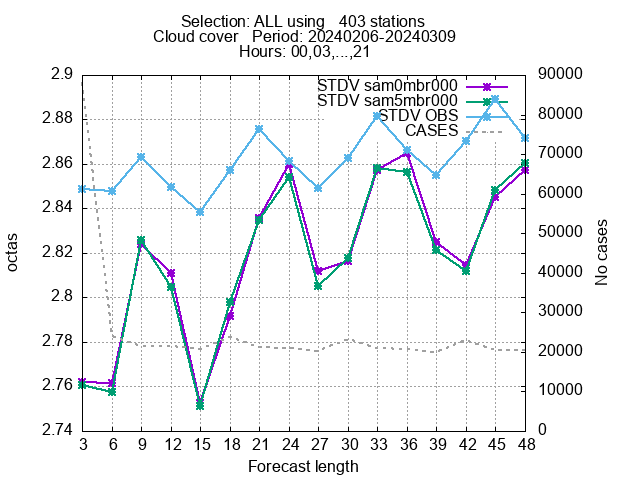 Selection: ALL using   403 stations
Cloud cover   Period: 20240206-20240309
Hours: 00,03,...,21
2.9
2.88
2.86
2.84
2.82
2.8
2.78
2.76
2.74
octas
STDV sam0mbr000
STDV sam5mbr000
STDV OBS
CASES
90000
80000
70000
60000
50000
40000
30000
20000
10000
0
No cases
3 6 9 12 15 18 21 24 27 30 33 36 39 42 45 48
Forecast length